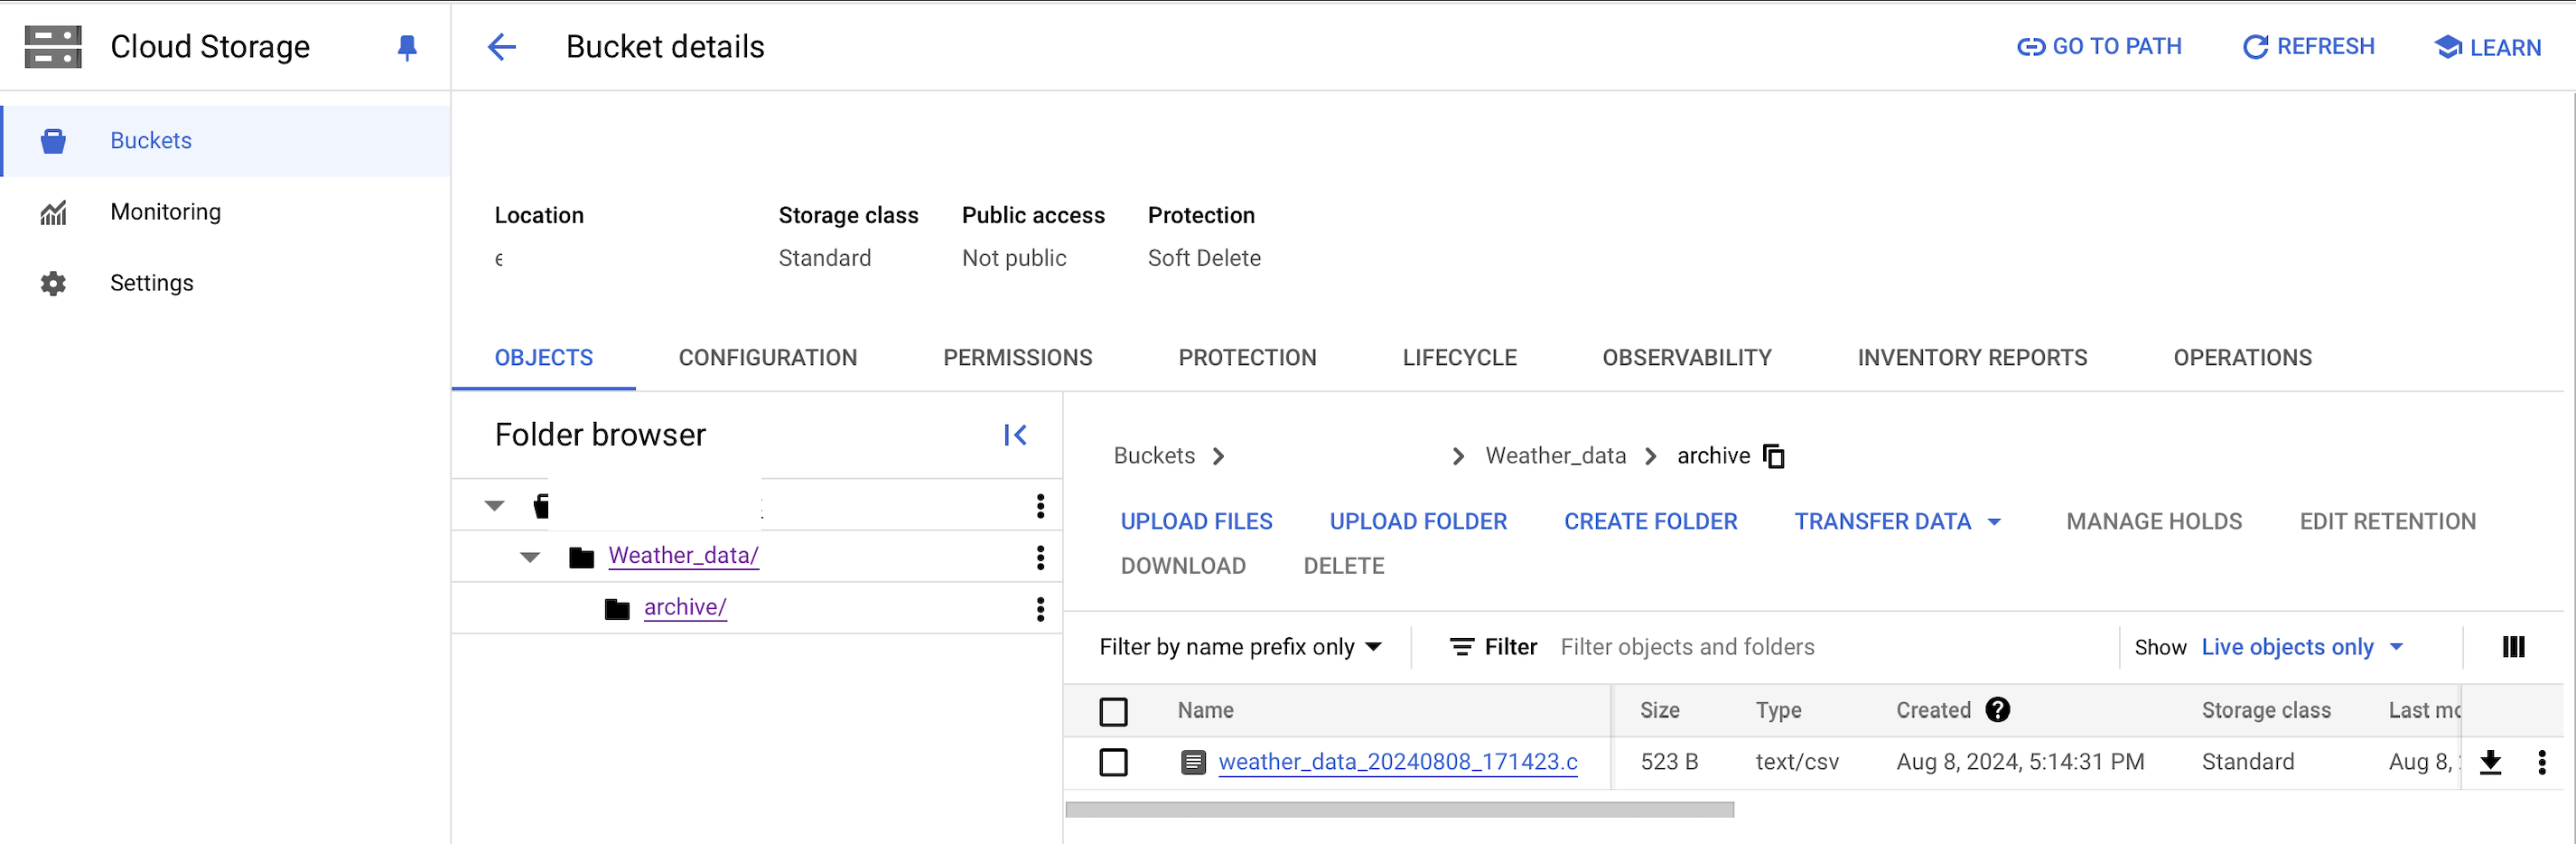 Cloud Storage
Bucket details
GO TO PATH
REFRESH
LEARN
Buckets
Monitoring
Settings
Location
Storage class
Public access
Protection
Standard
Not public
Soft Delete
OBJECTS
CONFIGURATION
PERMISSIONS
PROTECTION
LIFECYCLE
OBSERVABILITY
INVENTORY REPORTS
OPERATIONS
Folder browser
Weather_data/
archive/
Buckets
Weather_data
archive
UPLOAD FILES
UPLOAD FOLDER
CREATE FOLDER
TRANSFER DATA
MANAGE HOLDS
EDIT RETENTION
DOWNLOAD
DELETE
Filter by name prefix only
Filter
Filter objects and folders
Show
Live objects only
Name
Size
Type
Created
Storage class
Last mo
weather_data_20240808_171423.c
523 B
text/csv
Aug 8, 2024, 5:14:31 PM
Standard
Aug 8,